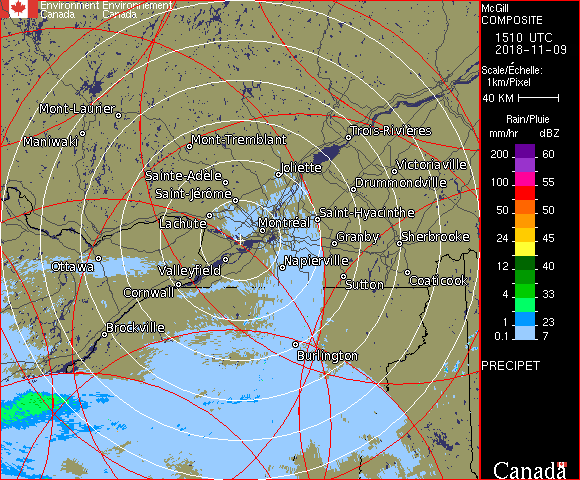 Environment Environnement
Canada Canada
McGill
COMPOSITE
1510 UTC
2018-11-09
Scale/Échelle:
1km/Pixel
40 KM
Rain/Pluie
mm/hr dBZ
200 60
100 55
50 50
24 45
12 40
4 33
1 23
0.1 7
PRECIPET
Canada
Mont-Laurier
Maniwaki
Mont-Tremblant
Trois-Rivières
Sainte-Adèle
Joliette
Victoriaville
Saint-Jérôme
Drummondville
Lachute
Montréal
Saint-Hyacinthe
Granby
Sherbrooke
Ottawa
Valleyfield
Napierville
Cornwall
Sutton
Coaticook
Brockville
Burlington